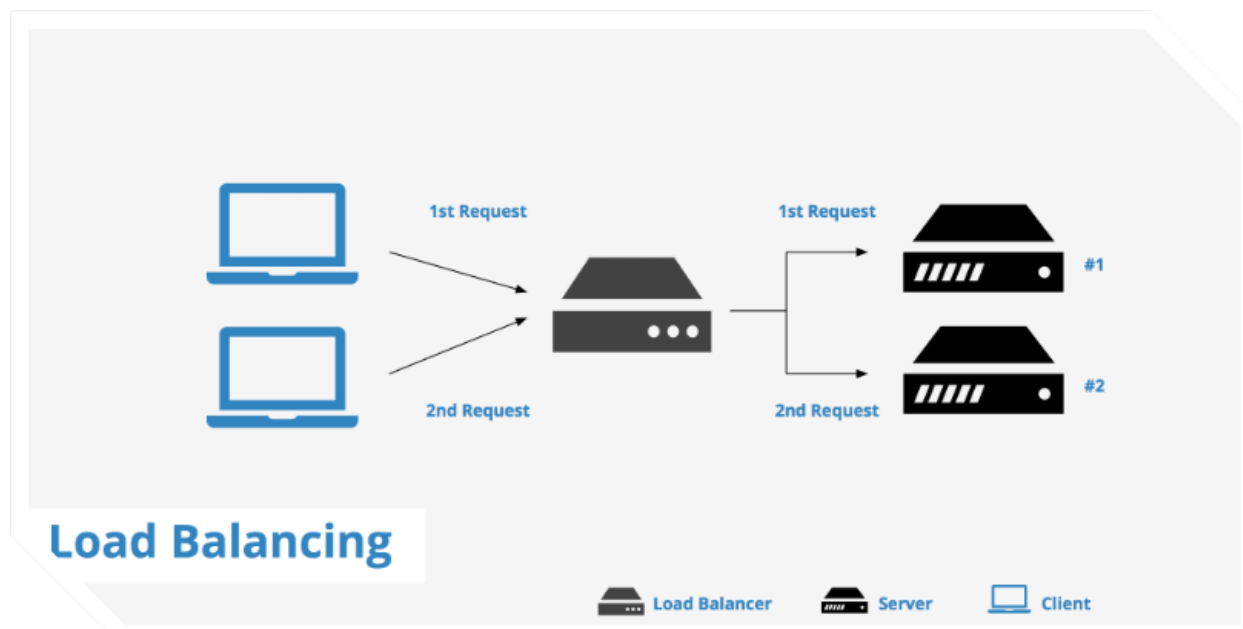 1st Request
1st Request
#1
#2
2nd Request
2nd Request
Load Balancing
Load Balancer
Server
Client